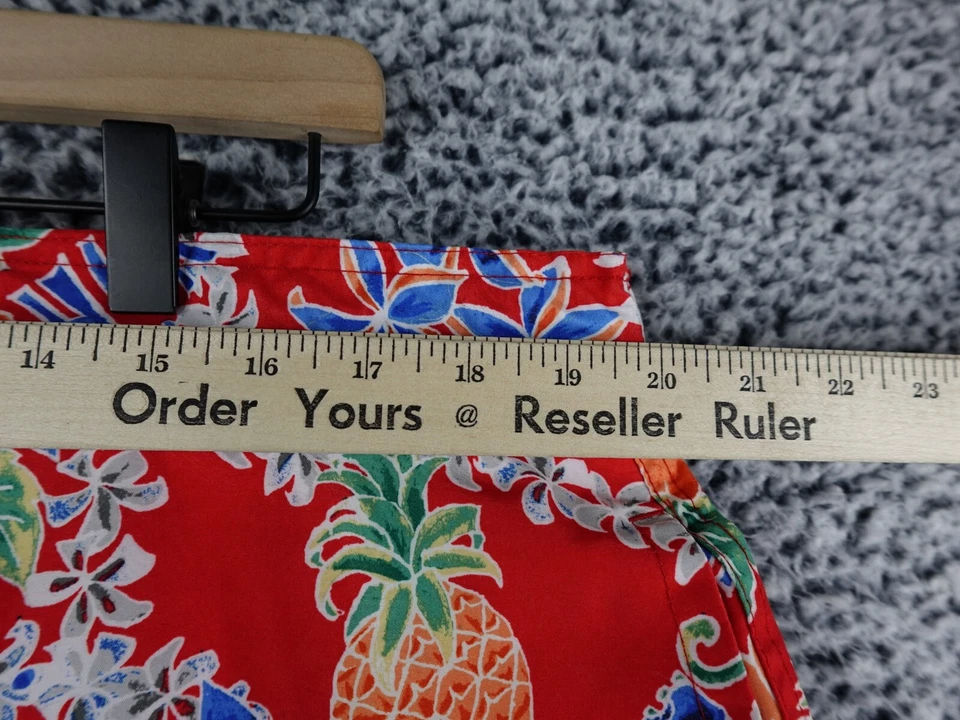 14 15 16 17 18 19 20 21 22 23
Order Yours @ Reseller Ruler